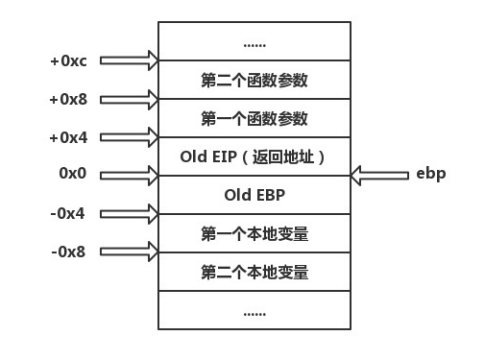 ......
+0xc
第二个函数参数
+0x8
第一个函数参数
+0x4
Old EIP（返回地址）
0x0
ebp
Old EBP
-0x4
第一个本地变量
-0x8
第二个本地变量
......